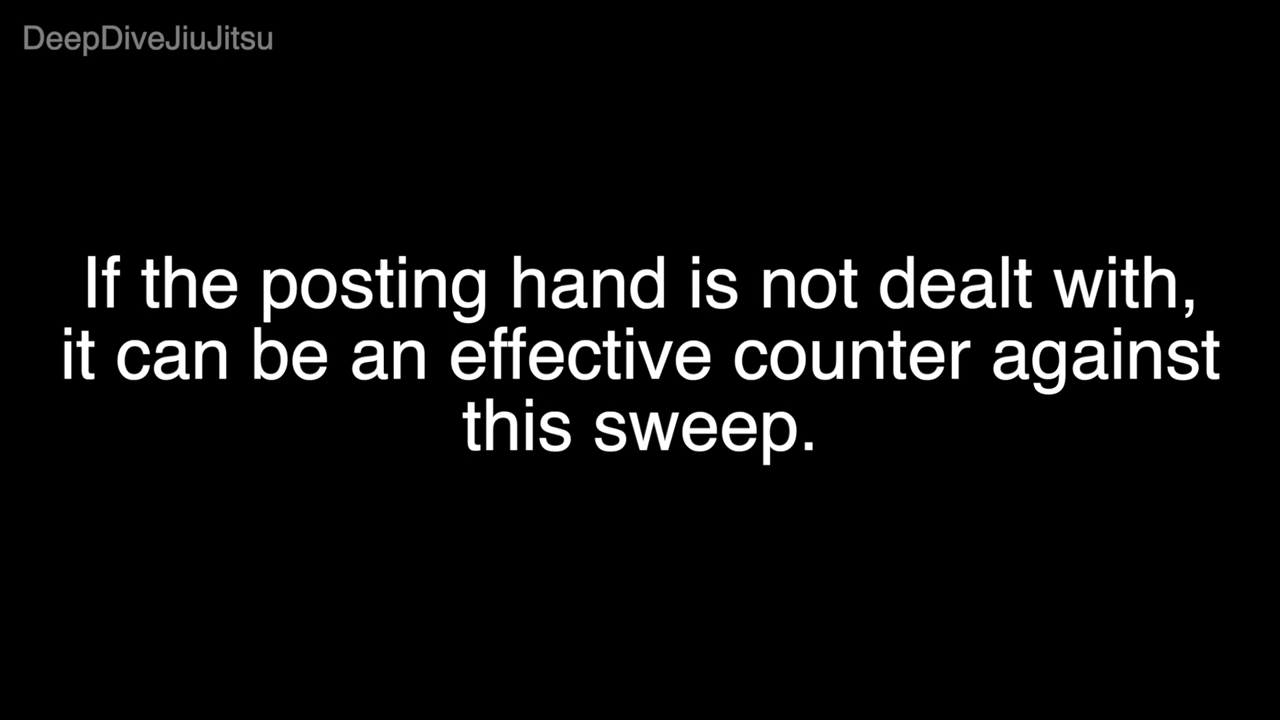 DeepDiveJiuJitsu
If the posting hand is not dealt with,
it can be an effective counter against
this sweep.